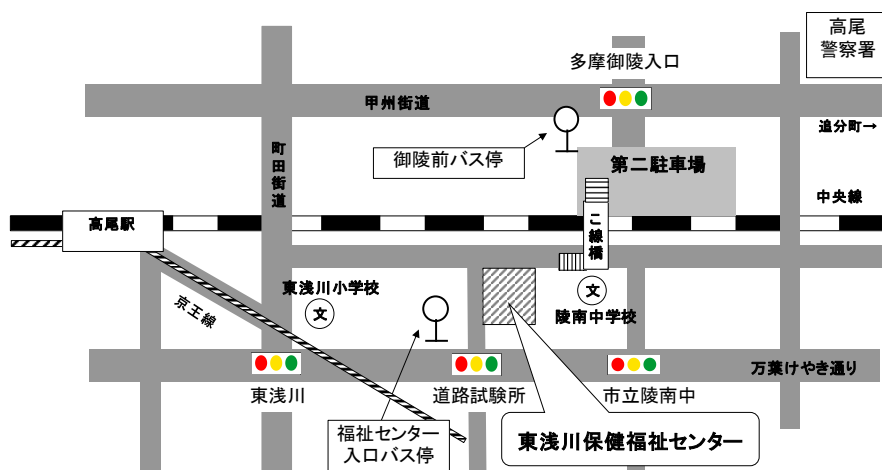 高尾
警察署
多摩御陵入口
甲州街道
追分町→
御陵前バス停
第二駐車場
町田街道
中央線
高尾駅
こ線橋
東浅川小学校
文
文
陵南中学校
京王線
万葉けやき通り
東浅川
道路試験所
市立陵南中
福祉センター
入口バス停
東浅川保健福祉センター